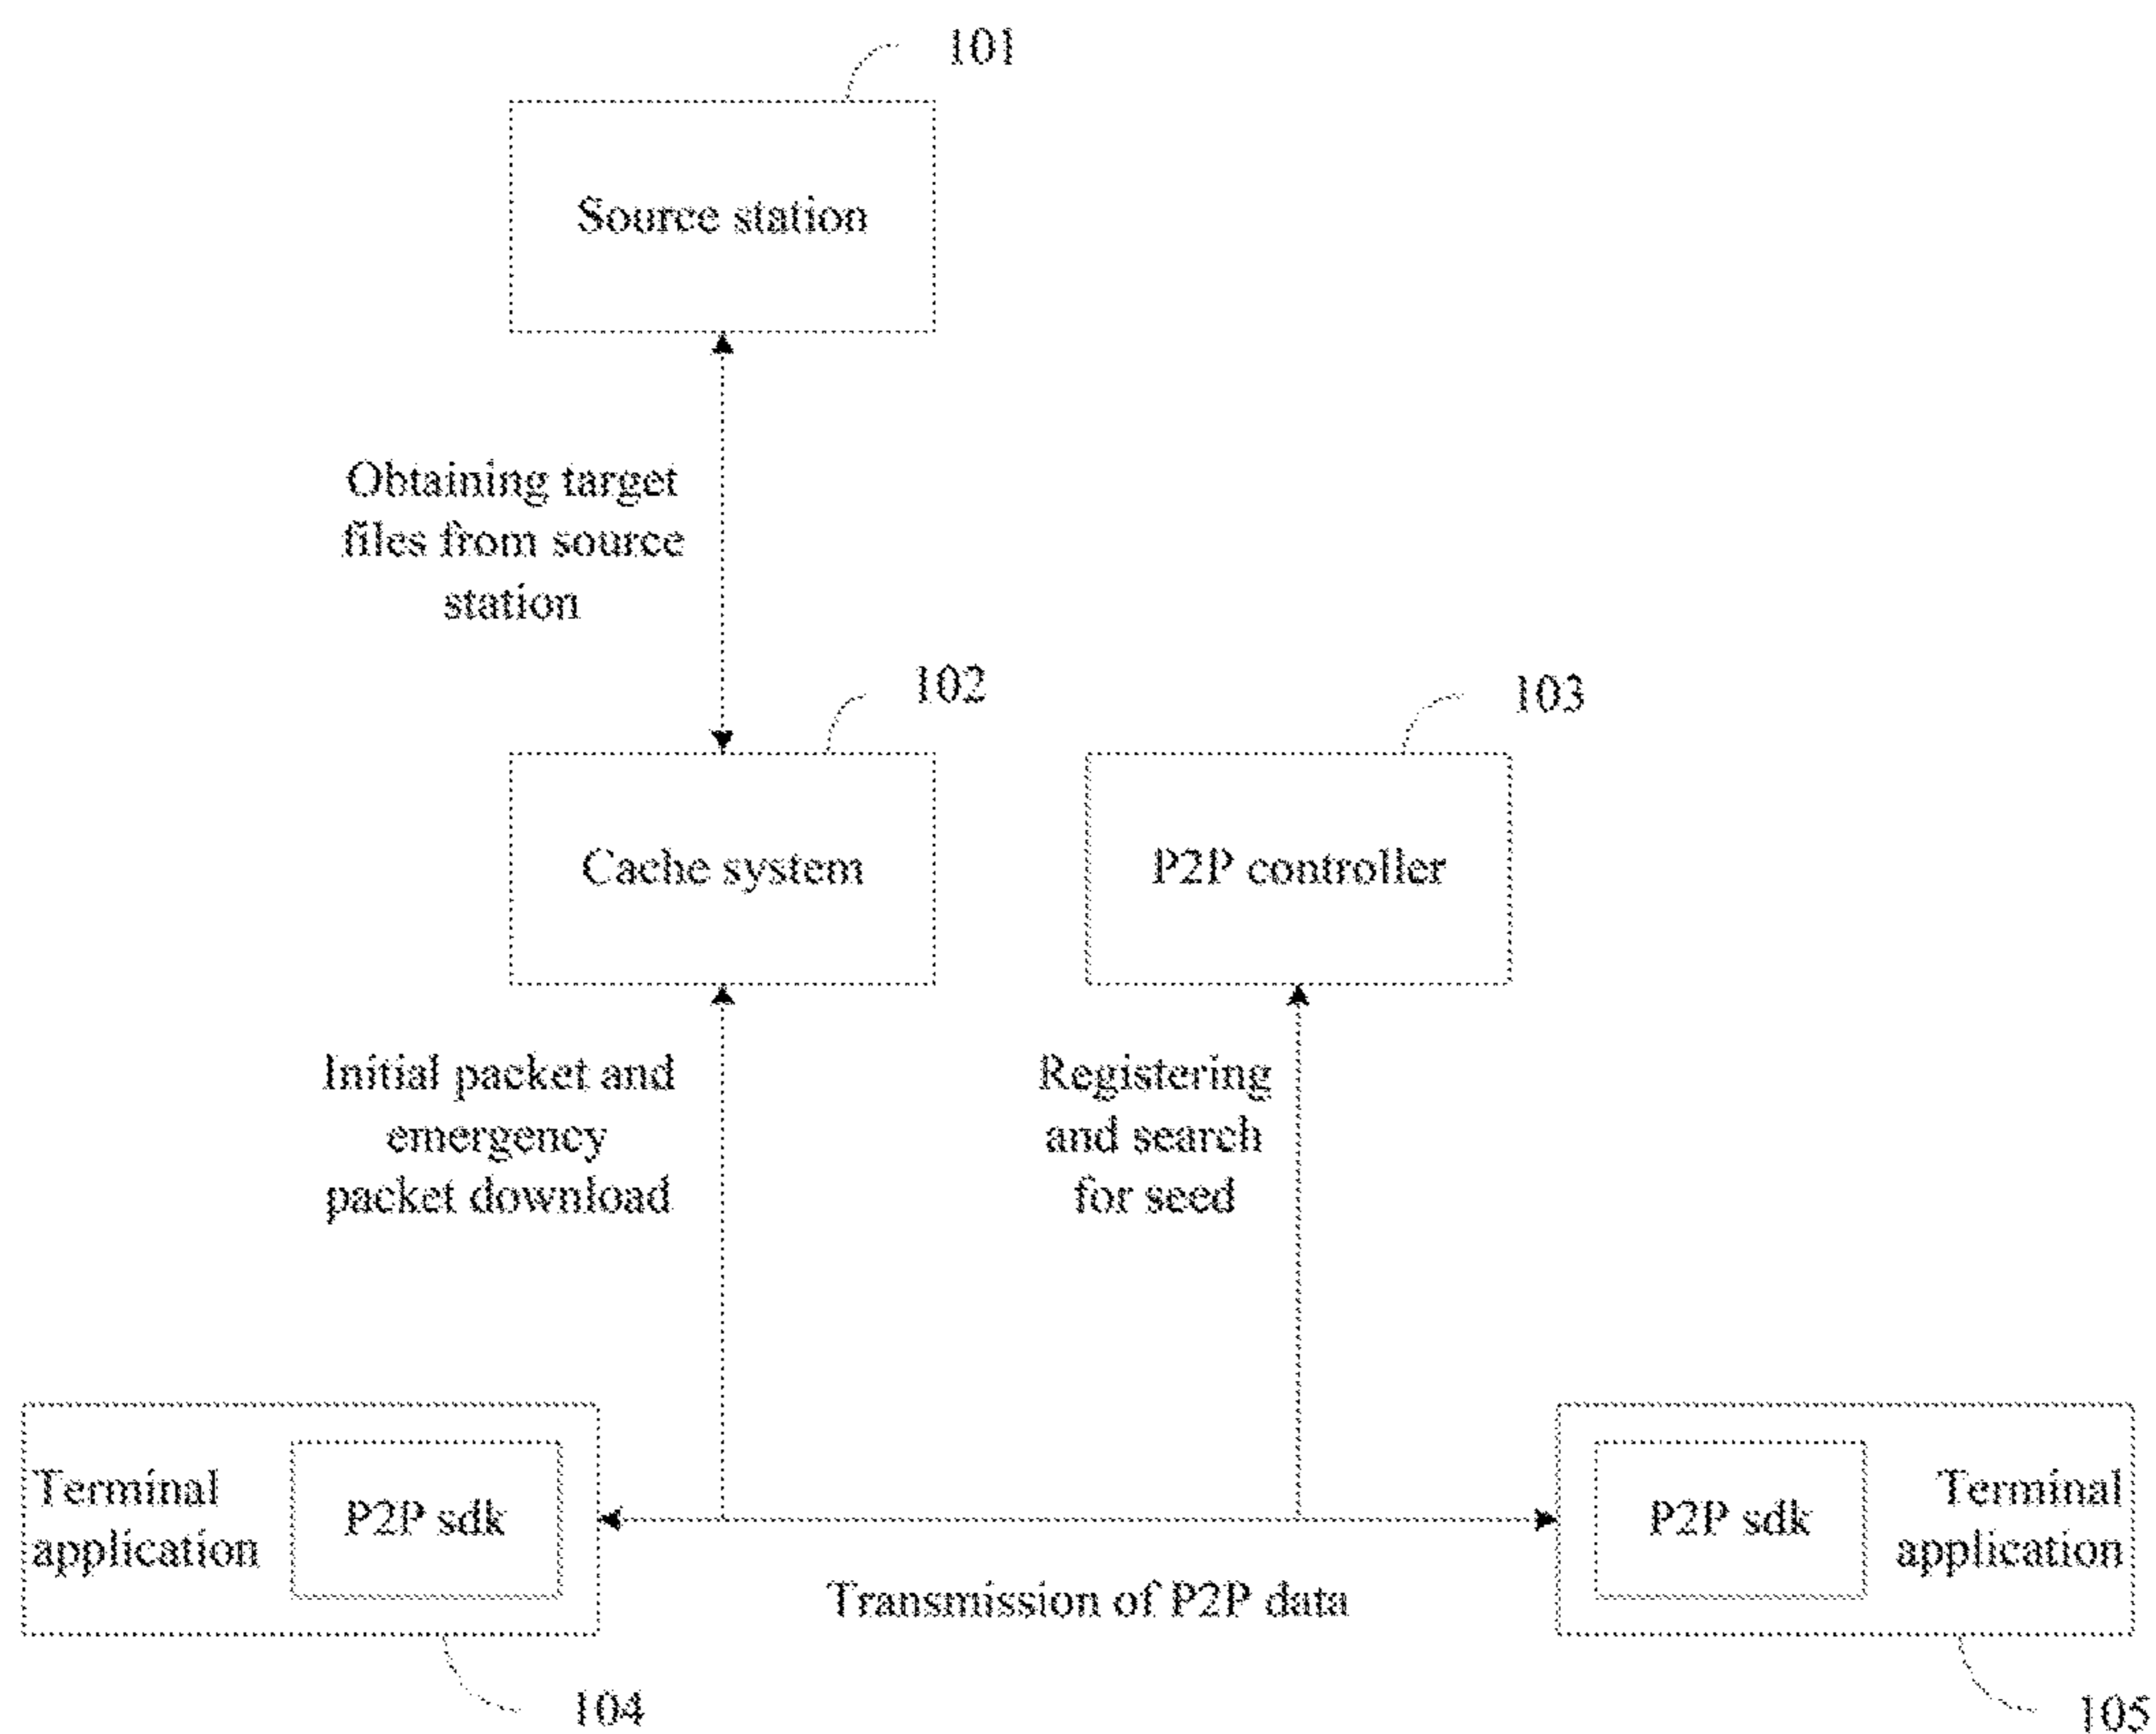 101
Source station
Obtaining target
files from source
station
102
103
Cache system
P2P controller
Initial packet and
emergency
packet download
Registering
and search
for seed
Terminal
application
P2P sdk
P2P sdk
Terminal
application
Transmission of P2P data
104
105